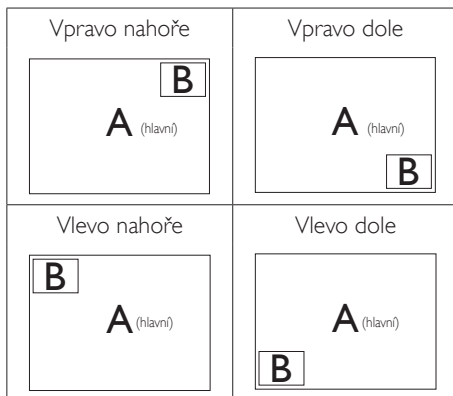 Vpravo nahoře
Vpravo dole
B
A (hlavní)
A (hlavní)
B
Vlevo nahoře
Vlevo dole
B
A (hlavní)
A (hlavní)
B